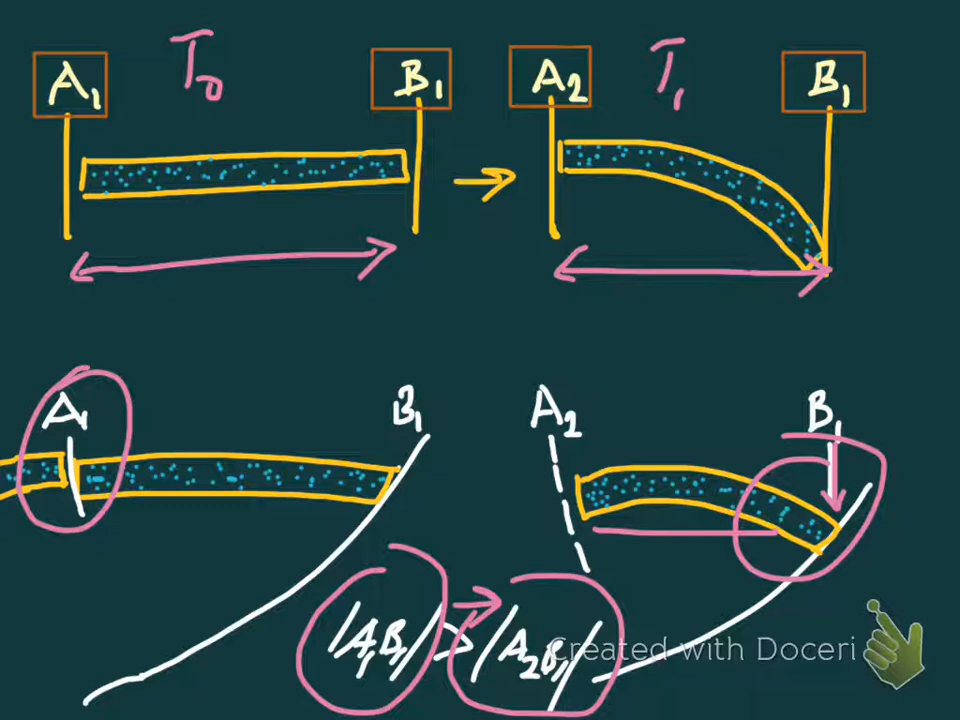 A₁ T₀ B₁ A₂ T₁ B₁
A₁ B₁ A₂ B₁
|A₁B₁| > |A₂B₁|
Created with Doceri